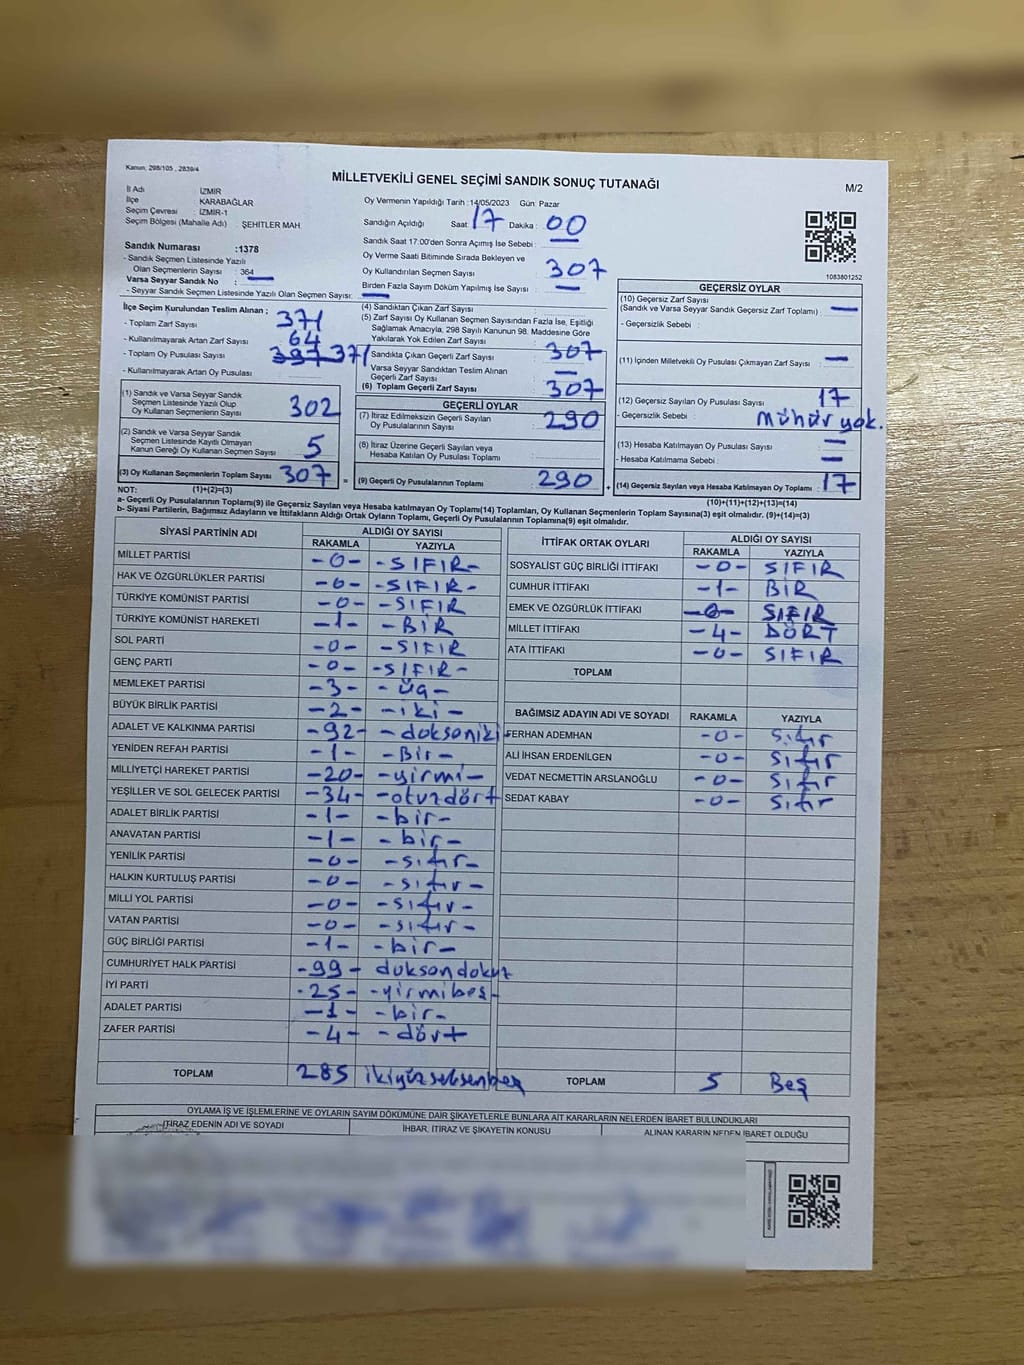 Kanun, 298/105 , 2839/4
MİLLETVEKİLİ GENEL SEÇİMİ SANDIK SONUÇ TUTANAĞI
M/2
İl Adı İZMİR
İlçe KARABAĞLAR
Seçim Çevresi İZMİR-1
Seçim Bölgesi (Mahalle Adı) ŞEHİTLER MAH
Sandık Numarası :1378
- Sandık Seçmen Listesinde Yazılı
Olan Seçmenlerin Sayısı : 364
Varsa Seyyar Sandık No : —
- Seyyar Sandık Seçmen Listesinde Yazılı Olan Seçmen Sayısı: —
Oy Vermenin Yapıldığı Tarih :14/05/2023 Gün: Pazar
Sandığın Açıldığı Saat 17 Dakika : 00
Sandık Saat 17:00'den Sonra Açımış İse Sebebi : —
Oy Verme Saati Bitiminde Sırada Bekleyen ve
Oy Kullandırılan Seçmen Sayısı : 307
Birden Fazla Sayım Döküm Yapılmış İse Sayısı : —
1083801252
İlçe Seçim Kurulundan Teslim Alınan ;
- Toplam Zarf Sayısı : 371
- Kullanılmayarak Artan Zarf Sayısı : 64
- Toplam Oy Pusulası Sayısı : 397 371
- Kullanılmayarak Artan Oy Pusulası :
(1) Sandık ve Varsa Seyyar Sandık
Seçmen Listesinde Yazılı Olup
Oy Kullanan Seçmenlerin Sayısı 302
(2) Sandık ve Varsa Seyyar Sandık
Seçmen Listesinde Kayıtlı Olmayan
Kanun Gereği Oy Kullanan Seçmen Sayısı : 5
(3) Oy Kullanan Seçmenlerin Toplam Sayısı : 307
(1)+(2)=(3)
(4) Sandıktan Çıkan Zarf Sayısı :
(5) Zarf Sayısı Oy Kullanan Seçmen Sayısından Fazla İse, Eşitliği
Sağlamak Amacıyla, 298 Sayılı Kanunun 98. Maddesine Göre
Yakılarak Yok Edilen Zarf Sayısı :
Sandıkta Çıkan Geçerli Zarf Sayısı : 307
Varsa Seyyar Sandıktan Teslim Alınan
Geçerli Zarf Sayısı : —
(6) Toplam Geçerli Zarf Sayısı : 307
GEÇERLİ OYLAR
(7) İtiraz Edilmeksizin Geçerli Sayılan
Oy Pusulalarının Sayısı : 290
(8) İtiraz Üzerine Geçerli Sayılan veya
Hesaba Katılan Oy Pusulası Toplamı :
= (9) Geçerli Oy Pusulalarının Toplamı : 290
GEÇERSİZ OYLAR
(10) Geçersiz Zarf Sayısı
(Sandık ve Varsa Seyyar Sandık Geçersiz Zarf Toplamı) : —
- Geçersizlik Sebebi :
(11) İçinden Milletvekili Oy Pusulası Çıkmayan Zarf Sayısı : —
(12) Geçersiz Sayılan Oy Pusulası Sayısı : 17
- Geçersizlik Sebebi : mühür yok.
(13) Hesaba Katılmayan Oy Pusulası Sayısı : —
- Hesaba Katılmama Sebebi : —
+ (14) Geçersiz Sayılan veya Hesaba Katılmayan Oy Toplamı : 17
(10)+(11)+(12)+(13)=(14)
NOT:
a- Geçerli Oy Pusulalarının Toplamı(9) ile Geçersiz Sayılan veya Hesaba Katılmayan Oy Toplamı(14) Toplamları, Oy Kullanan Seçmenlerin Toplam Sayısına(3) eşit olmalıdır. (9)+(14)=(3)
b- Siyasi Partilerin, Bağımsız Adayların ve İttifakların Aldığı Ortak Oyların Toplamı, Geçerli Oy Pusulalarının Toplamına(9) eşit olmalıdır.
SİYASİ PARTİNİN ADI ALDIĞI OY SAYISI
RAKAMLA YAZIYLA
MİLLET PARTİSİ -0- -SIFIR-
HAK VE ÖZGÜRLÜKLER PARTİSİ -0- -SIFIR-
TÜRKİYE KOMÜNİST PARTİSİ -0- -SIFIR
TÜRKİYE KOMÜNİST HAREKETİ -1- -BİR
SOL PARTİ -0- -SIFIR
GENÇ PARTİ -0- -SIFIR-
MEMLEKET PARTİSİ -3- -üç-
BÜYÜK BİRLİK PARTİSİ -2- -iki-
ADALET VE KALKINMA PARTİSİ -92- -doksaniki
YENİDEN REFAH PARTİSİ -1- -Bir-
MİLLİYETÇİ HAREKET PARTİSİ -20- -yirmi-
YEŞİLLER VE SOL GELECEK PARTİSİ -34- -otuzdört
ADALET BİRLİK PARTİSİ -1- -bir-
ANAVATAN PARTİSİ -1- -bir-
YENİLİK PARTİSİ -0- -sıfır-
HALKIN KURTULUŞ PARTİSİ -0- -sıfır-
MİLLİ YOL PARTİSİ -0- -sıfır-
VATAN PARTİSİ -0- -sıfır-
GÜÇ BİRLİĞİ PARTİSİ -1- -bir-
CUMHURİYET HALK PARTİSİ -99- doksandokuz
İYİ PARTİ -25- -yirmibeş-
ADALET PARTİSİ -1- -bir-
ZAFER PARTİSİ -4- -dört
TOPLAM 285 ikiyüzseksenbeş
İTTİFAK ORTAK OYLARI ALDIĞI OY SAYISI
RAKAMLA YAZIYLA
SOSYALİST GÜÇ BİRLİĞİ İTTİFAKI -0- SIFIR
CUMHUR İTTİFAKI -1- BİR
EMEK VE ÖZGÜRLÜK İTTİFAKI -0- SIFIR
MİLLET İTTİFAKI -4- DÖRT
ATA İTTİFAKI -0- SIFIR
TOPLAM
BAĞIMSIZ ADAYIN ADI VE SOYADI RAKAMLA YAZIYLA
FERHAN ADEMHAN -0- Sıfır
ALİ İHSAN ERDENİLGEN -0- Sıfır
VEDAT NECMETTİN ARSLANOĞLU -0- Sıfır
SEDAT KABAY -0- Sıfır
TOPLAM 5 Beş
OYLAMA İŞ VE İŞLEMLERİNE VE OYLARIN SAYIM DÖKÜMÜNE DAİR ŞİKAYETLERLE BUNLARA AİT KARARLARIN NELERDEN İBARET BULUNDUKLARI
İTİRAZ EDENİN ADI VE SOYADI İHBAR, İTİRAZ VE ŞİKAYETİN KONUSU ALINAN KARARIN NEDEN İBARET OLDUĞU